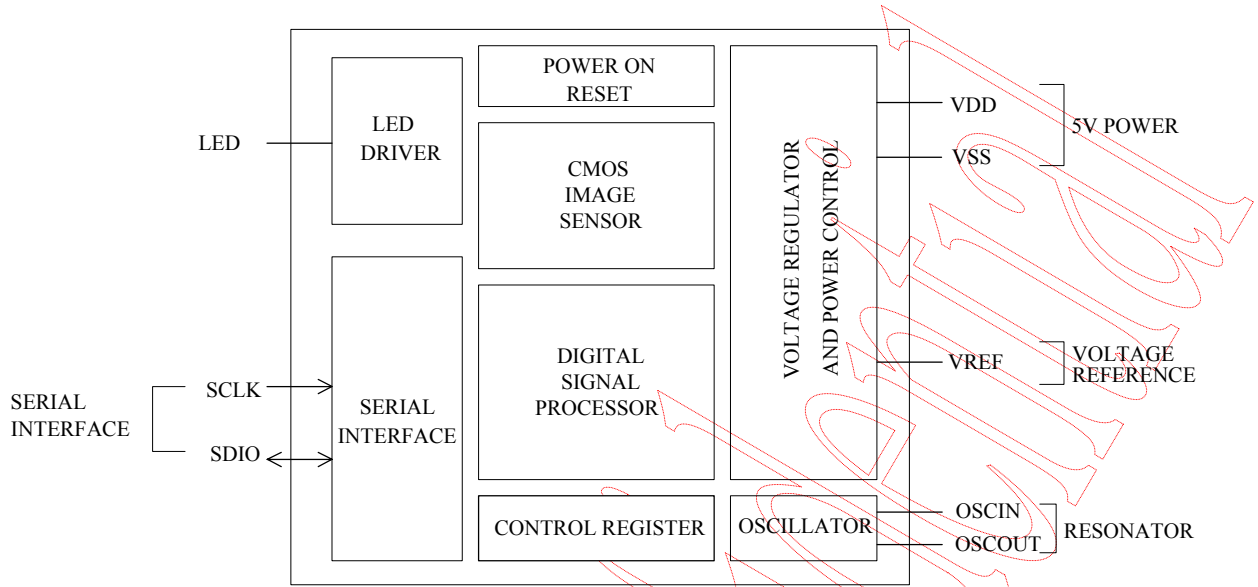 POWER ON
RESET
LED
DRIVER
LED
CMOS
IMAGE
SENSOR
VOLTAGE REGULATOR
AND POWER CONTROL
VDD
VSS
5V POWER
DIGITAL
SIGNAL
PROCESSOR
VREF
VOLTAGE
REFERENCE
SERIAL
INTERFACE
SCLK
SDIO
SERIAL
INTERFACE
CONTROL REGISTER
OSCILLATOR
OSCIN
OSCOUT
RESONATOR